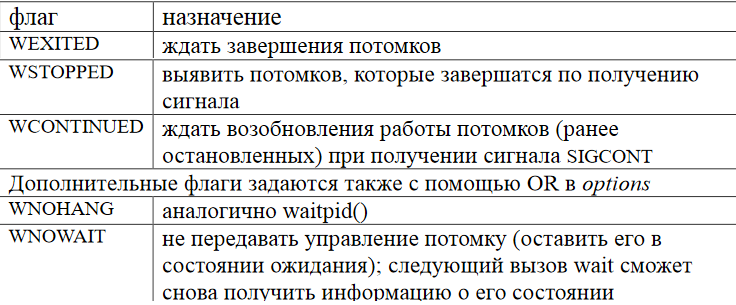 флаг назначение
WEXITED ждать завершения потомков
WSTOPPED выявить потомков, которые завершатся по получению
сигнала
WCONTINUED ждать возобновления работы потомков (ранее
остановленных) при получении сигнала SIGCONT
Дополнительные флаги задаются также с помощью OR в options
WNOHANG аналогично waitpid()
WNOWAIT не передавать управление потомку (оставить его в
состоянии ожидания); следующий вызов wait сможет
снова получить информацию о его состоянии